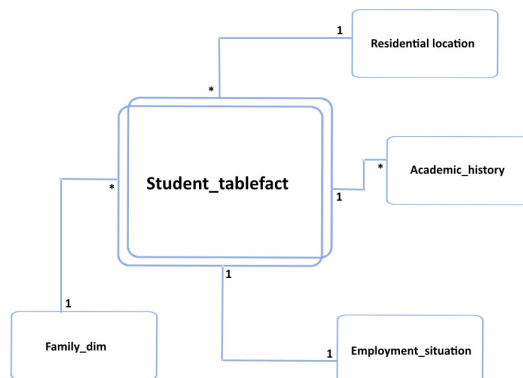 1
Residential location
*
Student_tablefact
*
Academic_history
*
1
1
1
Family_dim
1
Employment_situation